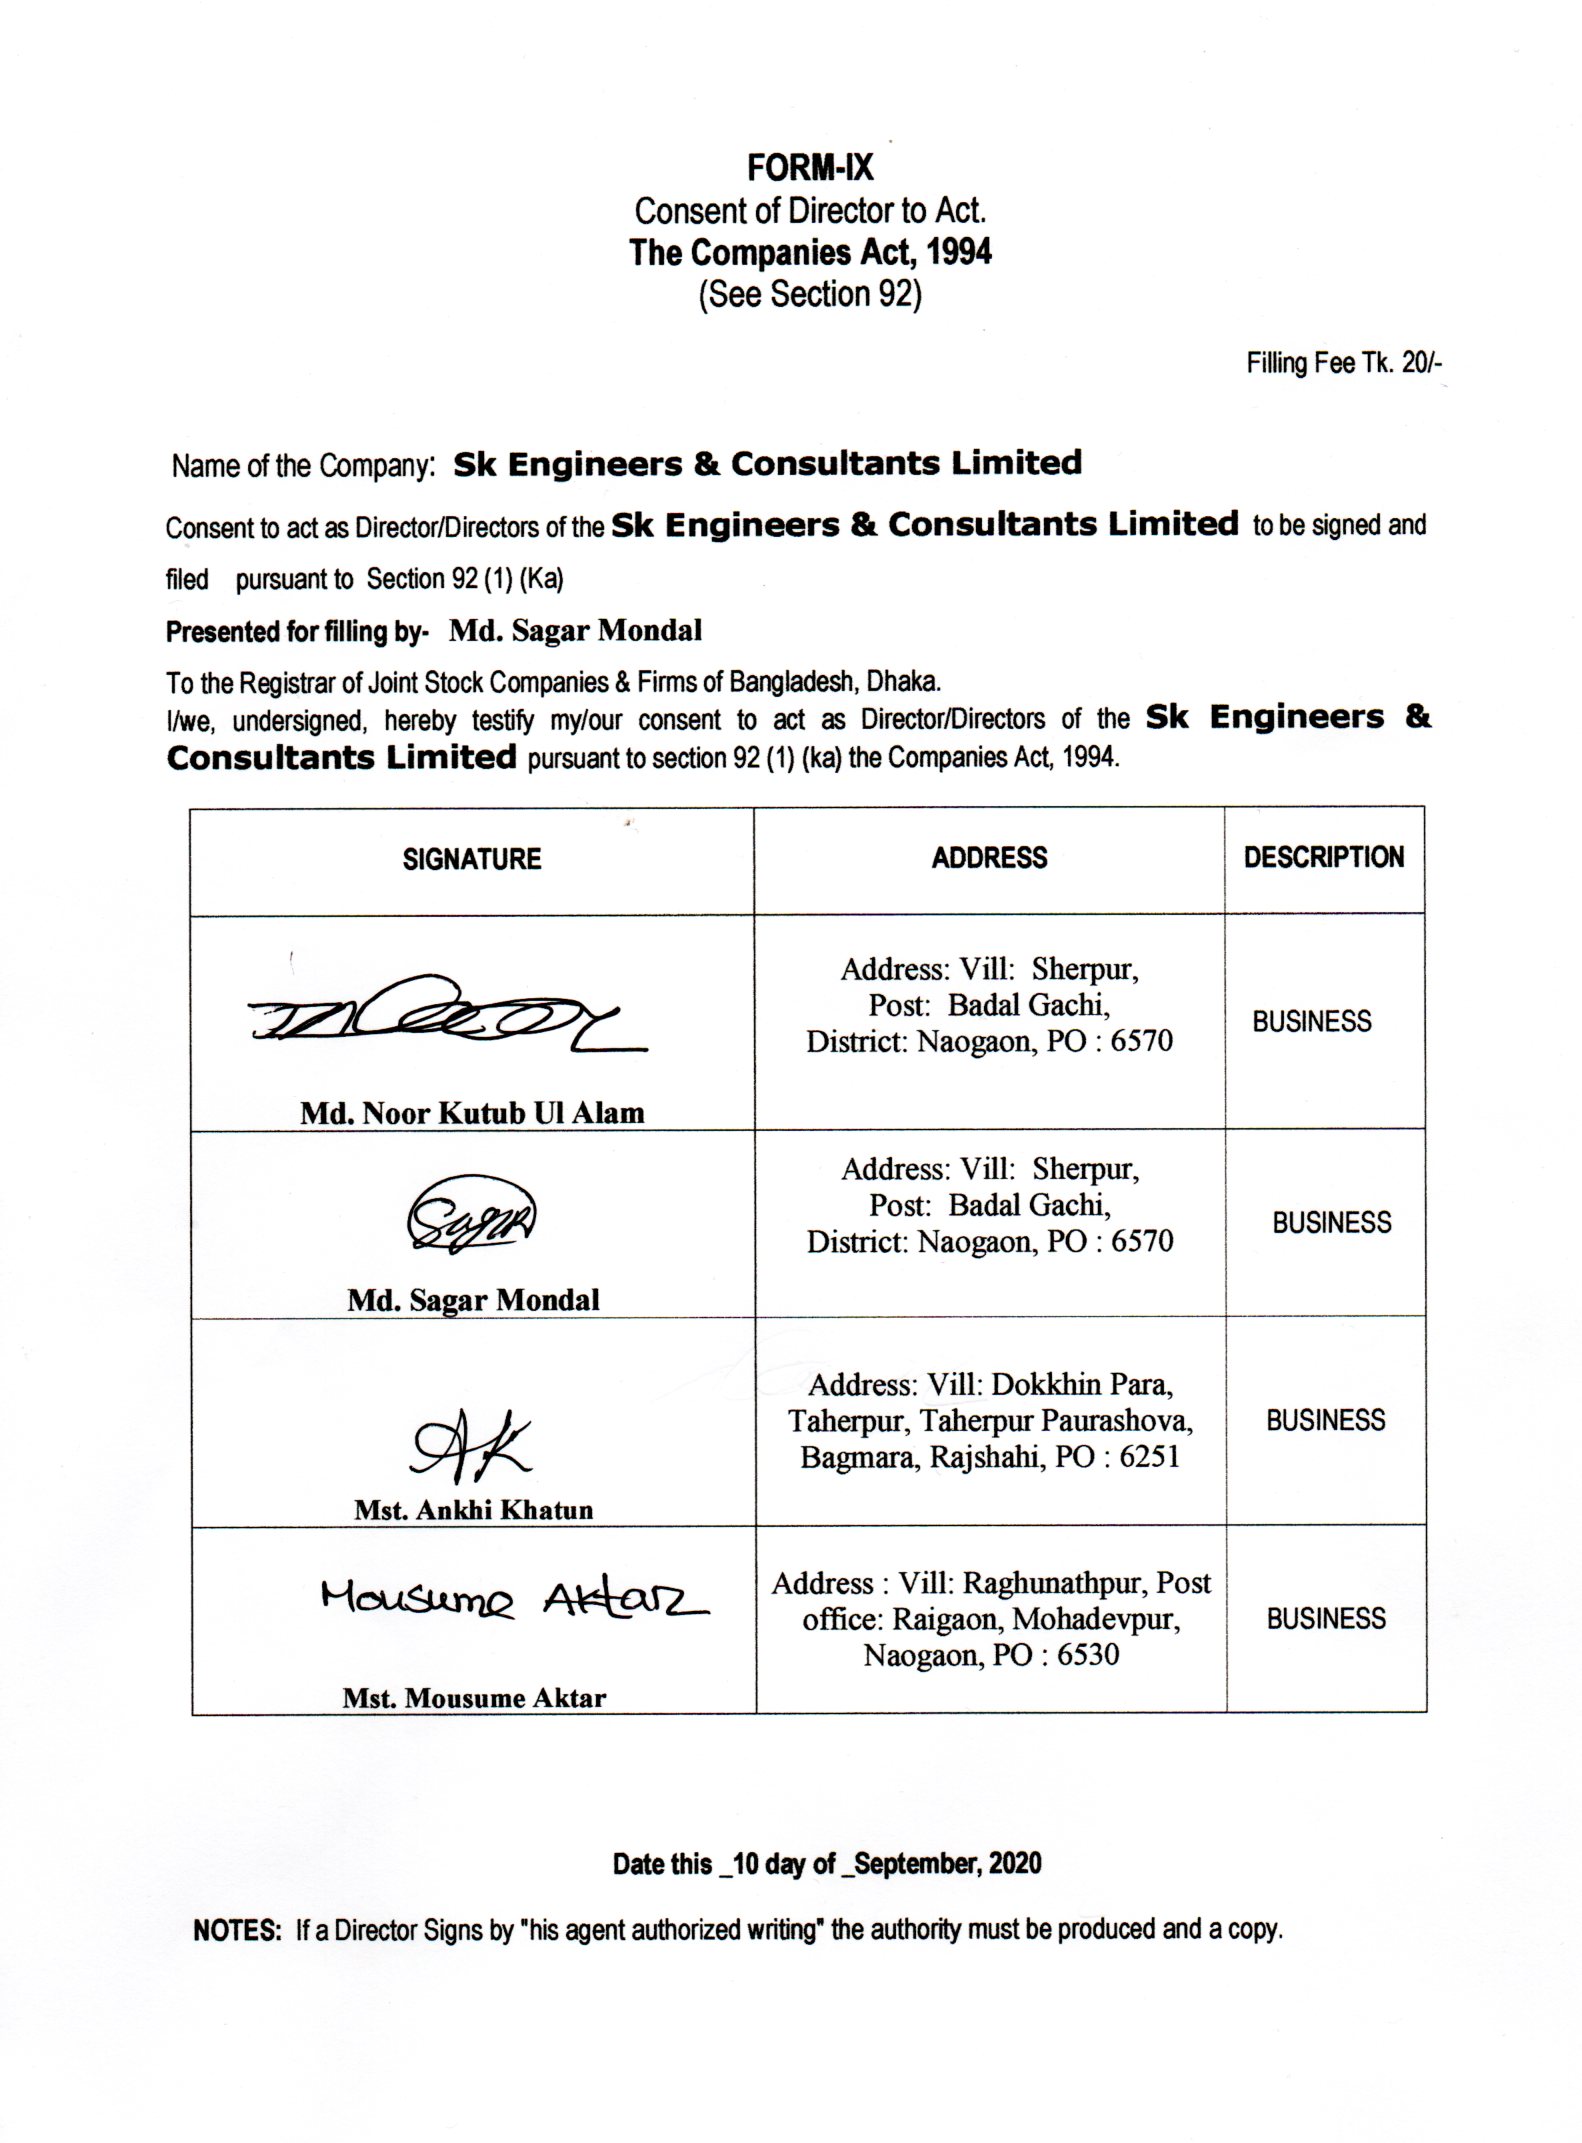 FORM-IX
Consent of Director to Act.
The Companies Act, 1994
(See Section 92)
Filling Fee Tk. 20/-
Name of the Company: Sk Engineers & Consultants Limited
Consent to act as Director/Directors of the Sk Engineers & Consultants Limited to be signed and
filed pursuant to Section 92 (1) (Ka)
Presented for filling by- Md. Sagar Mondal
To the Registrar of Joint Stock Companies & Firms of Bangladesh, Dhaka.
I/we, undersigned, hereby testify my/our consent to act as Director/Directors of the Sk Engineers &
Consultants Limited pursuant to section 92 (1) (ka) the Companies Act, 1994.
SIGNATURE
ADDRESS
DESCRIPTION
Md. Noor Kutub Ul Alam
Address: Vill: Sherpur,
Post: Badal Gachi,
District: Naogaon, PO : 6570
BUSINESS
Sagar
Md. Sagar Mondal
Address: Vill: Sherpur,
Post: Badal Gachi,
District: Naogaon, PO : 6570
BUSINESS
AK
Mst. Ankhi Khatun
Address: Vill: Dokkhin Para,
Taherpur, Taherpur Paurashova,
Bagmara, Rajshahi, PO : 6251
BUSINESS
Mousume Aktar
Mst. Mousume Aktar
Address : Vill: Raghunathpur, Post
office: Raigaon, Mohadevpur,
Naogaon, PO : 6530
BUSINESS
Date this _10 day of _September, 2020
NOTES: If a Director Signs by "his agent authorized writing" the authority must be produced and a copy.